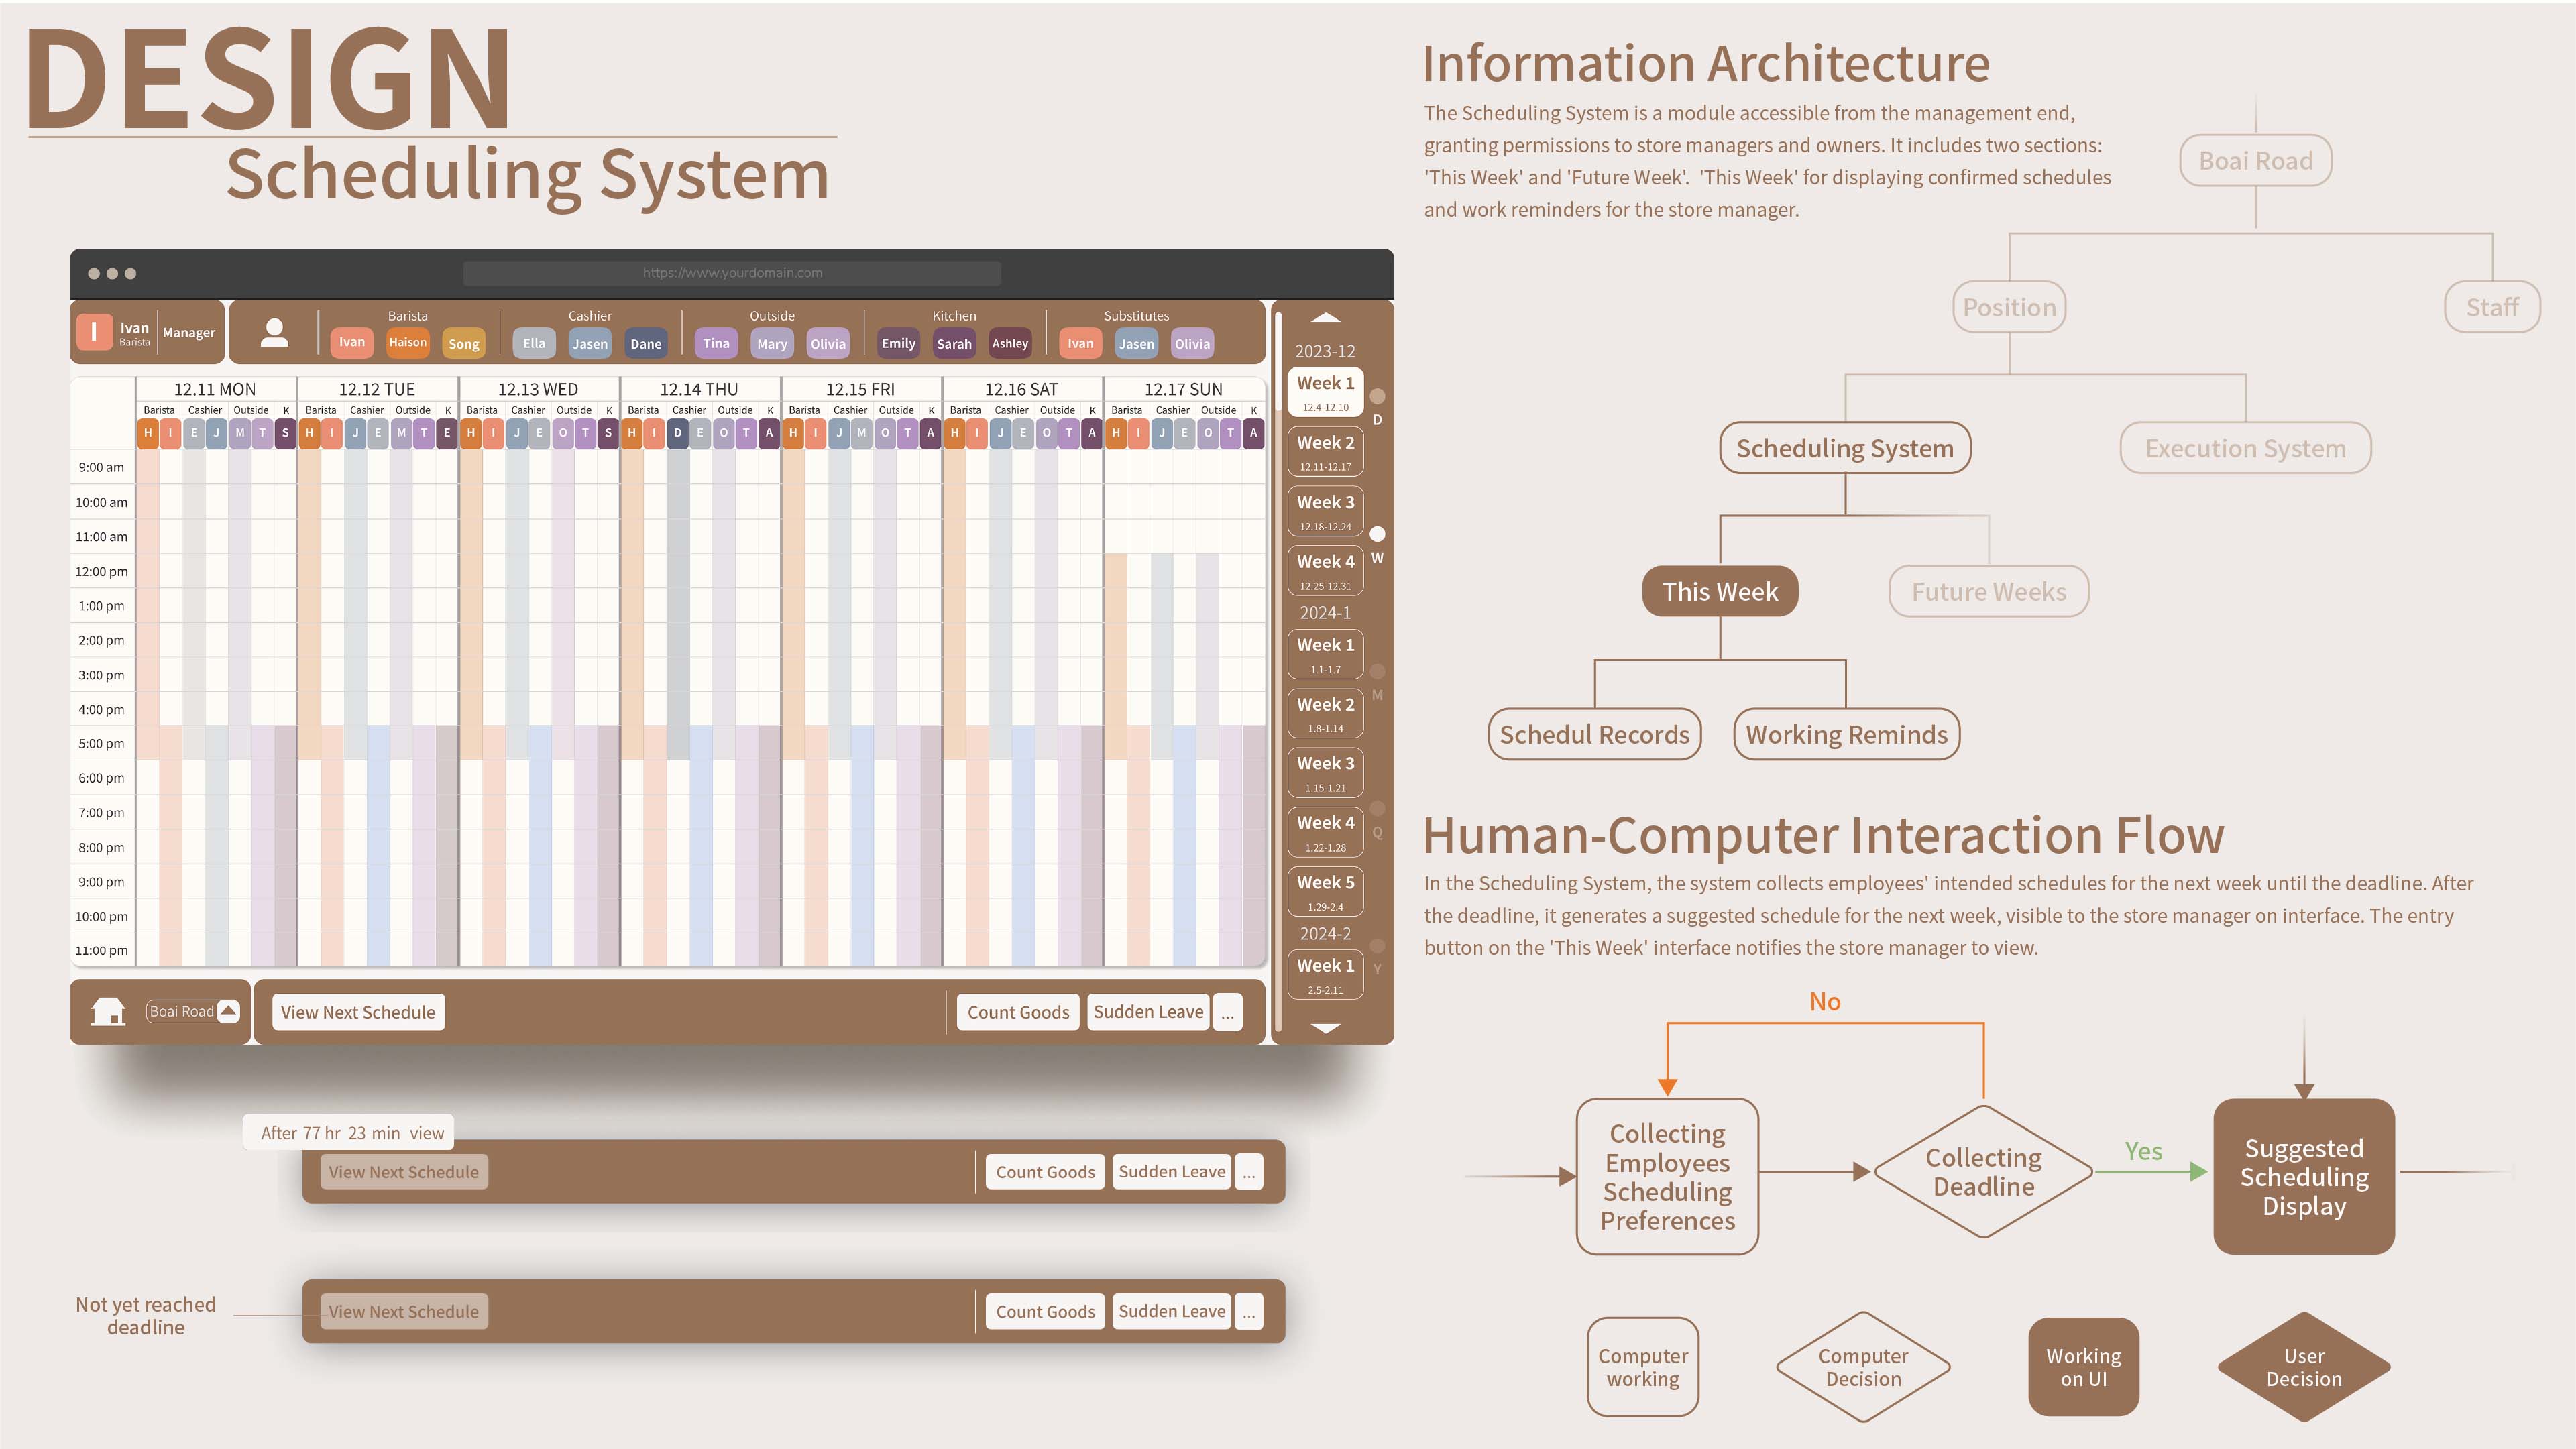 DESIGN
Scheduling System
https://www.yourdomain.com
I
Ivan
Barista
Manager
Barista
Ivan
Haison
Song
Cashier
Ella
Jasen
Dane
Outside
Tina
Mary
Olivia
Kitchen
Emily
Sarah
Ashley
Substitutes
Ivan
Jasen
Olivia
12.11 MON
12.12 TUE
12.13 WED
12.14 THU
12.15 FRI
12.16 SAT
12.17 SUN
Barista Cashier Outside K
Barista Cashier Outside K
Barista Cashier Outside K
Barista Cashier Outside K
Barista Cashier Outside K
Barista Cashier Outside K
Barista Cashier Outside K
H I E J M T S
H I J E M T E
H I J E O T S
H I D E O T A
H I J M O T A
H I J E O T A
H I J E O T A
9:00 am
10:00 am
11:00 am
12:00 pm
1:00 pm
2:00 pm
3:00 pm
4:00 pm
5:00 pm
6:00 pm
7:00 pm
8:00 pm
9:00 pm
10:00 pm
11:00 pm
2023-12
Week 1
12.4-12.10
Week 2
12.11-12.17
Week 3
12.18-12.24
Week 4
12.25-12.31
2024-1
Week 1
1.1-1.7
Week 2
1.8-1.14
Week 3
1.15-1.21
Week 4
1.22-1.28
Week 5
1.29-2.4
2024-2
Week 1
2.5-2.11
D
W
M
Q
Y
Boai Road
View Next Schedule
Count Goods
Sudden Leave
...
After 77 hr 23 min view
View Next Schedule
Count Goods
Sudden Leave
...
Not yet reached
deadline
View Next Schedule
Count Goods
Sudden Leave
...
Information Architecture
The Scheduling System is a module accessible from the management end,
granting permissions to store managers and owners. It includes two sections:
'This Week' and 'Future Week'. 'This Week' for displaying confirmed schedules
and work reminders for the store manager.
Boai Road
Position
Staff
Scheduling System
Execution System
This Week
Future Weeks
Schedul Records
Working Reminds
Human-Computer Interaction Flow
In the Scheduling System, the system collects employees' intended schedules for the next week until the deadline. After
the deadline, it generates a suggested schedule for the next week, visible to the store manager on interface. The entry
button on the 'This Week' interface notifies the store manager to view.
No
Collecting
Employees
Scheduling
Preferences
Collecting
Deadline
Yes
Suggested
Scheduling
Display
Computer
working
Computer
Decision
Working
on UI
User
Decision